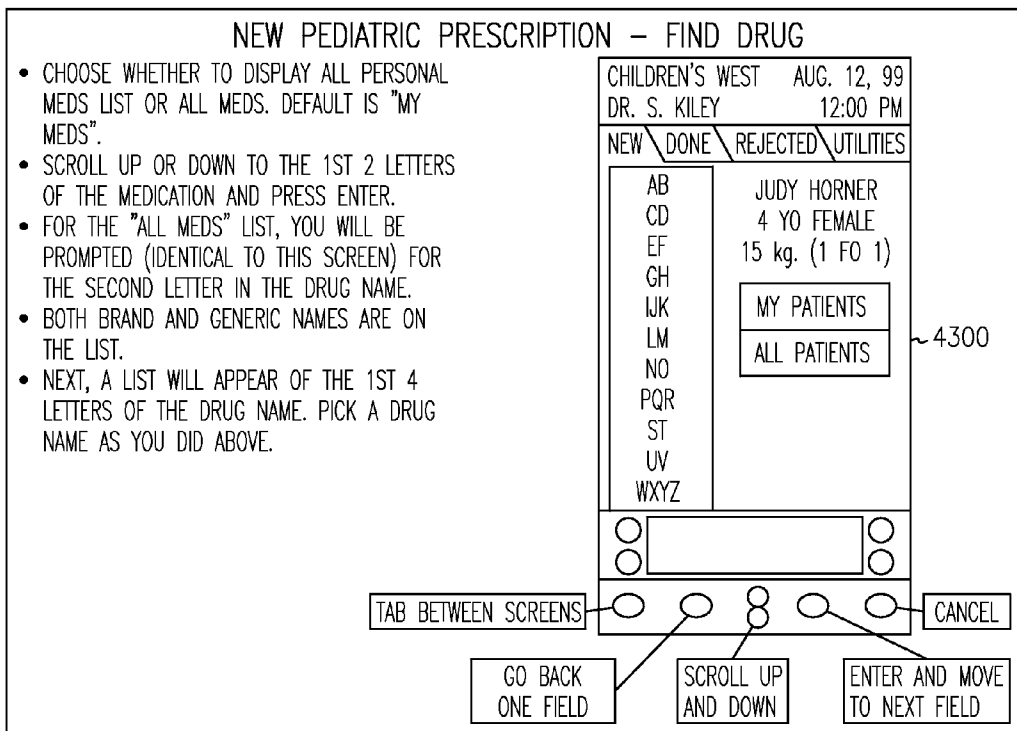 NEW PEDIATRIC PRESCRIPTION – FIND DRUG
• CHOOSE WHETHER TO DISPLAY ALL PERSONAL
MEDS LIST OR ALL MEDS. DEFAULT IS "MY
MEDS".
• SCROLL UP OR DOWN TO THE 1ST 2 LETTERS
OF THE MEDICATION AND PRESS ENTER.
• FOR THE "ALL MEDS" LIST, YOU WILL BE
PROMPTED (IDENTICAL TO THIS SCREEN) FOR
THE SECOND LETTER IN THE DRUG NAME.
• BOTH BRAND AND GENERIC NAMES ARE ON
THE LIST.
• NEXT, A LIST WILL APPEAR OF THE 1ST 4
LETTERS OF THE DRUG NAME. PICK A DRUG
NAME AS YOU DID ABOVE.
CHILDREN'S WEST AUG. 12, 99
DR. S. KILEY 12:00 PM
NEW DONE REJECTED UTILITIES
AB
CD
EF
GH
IJK
LM
NO
PQR
ST
UV
WXYZ
JUDY HORNER
4 YO FEMALE
15 kg. (1 FO 1)
MY PATIENTS
ALL PATIENTS
4300
TAB BETWEEN SCREENS
CANCEL
GO BACK
ONE FIELD
SCROLL UP
AND DOWN
ENTER AND MOVE
TO NEXT FIELD